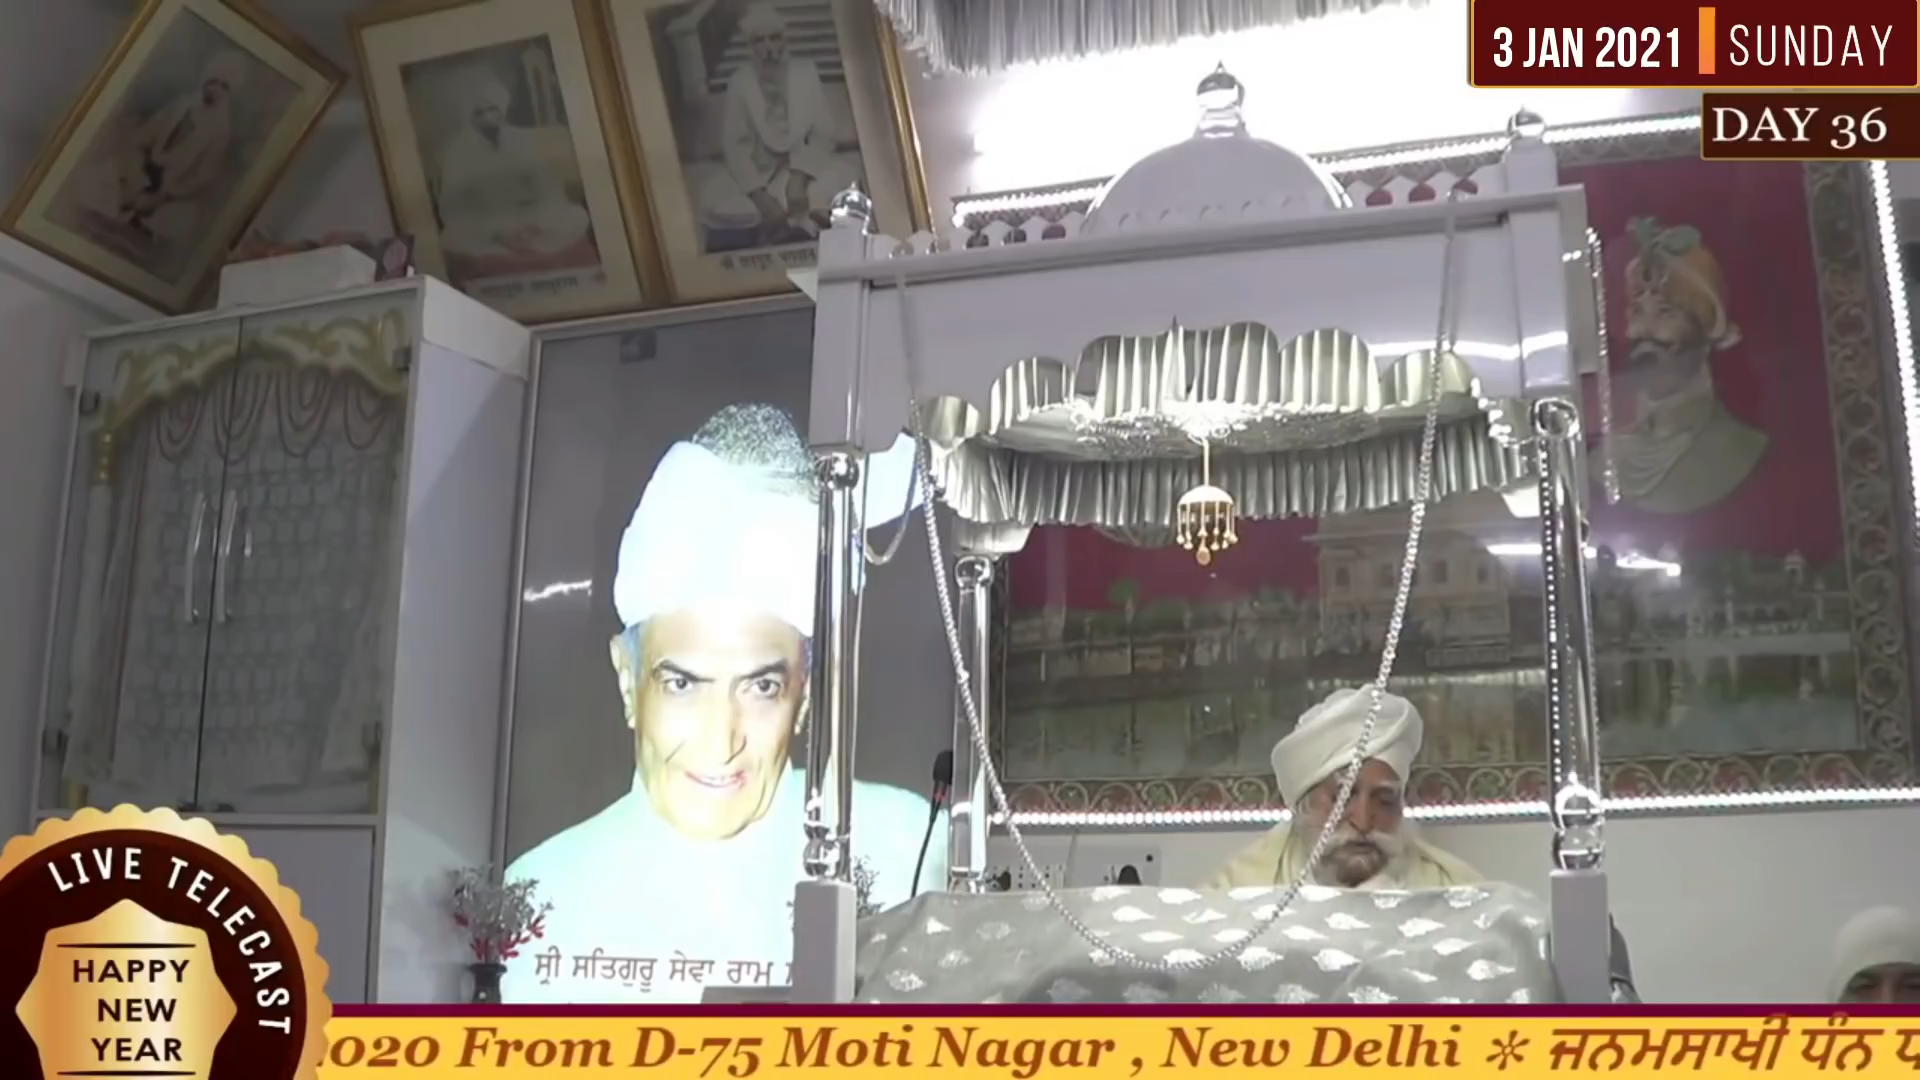 3 JAN 2021 SUNDAY
DAY 36
ਸ੍ਰੀ ਸਤਿਗੁਰੂ ਸੇਵਾ ਰਾਮ
LIVE TELECAST
HAPPY
NEW
YEAR
From D-75 Moti Nagar , New Delhi ✲ ਜਨਮਸਾਖੀ ਧੰਨ